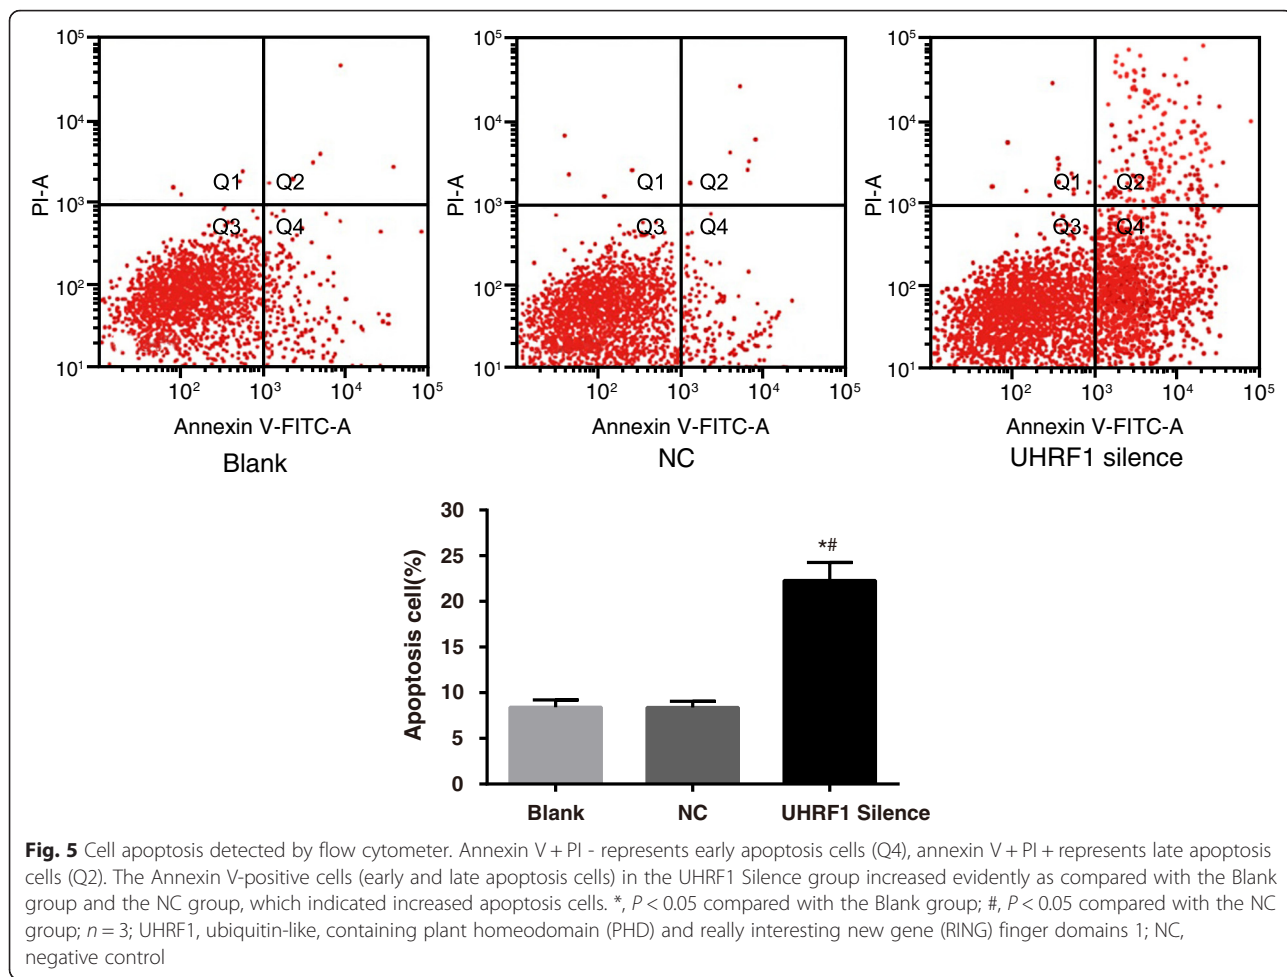 10⁵
10⁴
10³
10²
10¹
PI-A
Q1 Q2
Q3 Q4
10² 10³ 10⁴ 10⁵
Annexin V-FITC-A
Blank
10⁵
10⁴
10³
10²
10¹
PI-A
Q1 Q2
Q3 Q4
10² 10³ 10⁴ 10⁵
Annexin V-FITC-A
NC
10⁵
10⁴
10³
10²
10¹
PI-A
Q1 Q2
Q3 Q4
10² 10³ 10⁴ 10⁵
Annexin V-FITC-A
UHRF1 silence
Apoptosis cell(%)
30
25
20
15
10
5
0
*#
Blank NC UHRF1 Silence
Fig. 5 Cell apoptosis detected by flow cytometer. Annexin V + PI - represents early apoptosis cells (Q4), annexin V + PI + represents late apoptosis
cells (Q2). The Annexin V-positive cells (early and late apoptosis cells) in the UHRF1 Silence group increased evidently as compared with the Blank
group and the NC group, which indicated increased apoptosis cells. *, P < 0.05 compared with the Blank group; #, P < 0.05 compared with the NC
group; n = 3; UHRF1, ubiquitin-like, containing plant homeodomain (PHD) and really interesting new gene (RING) finger domains 1; NC,
negative control